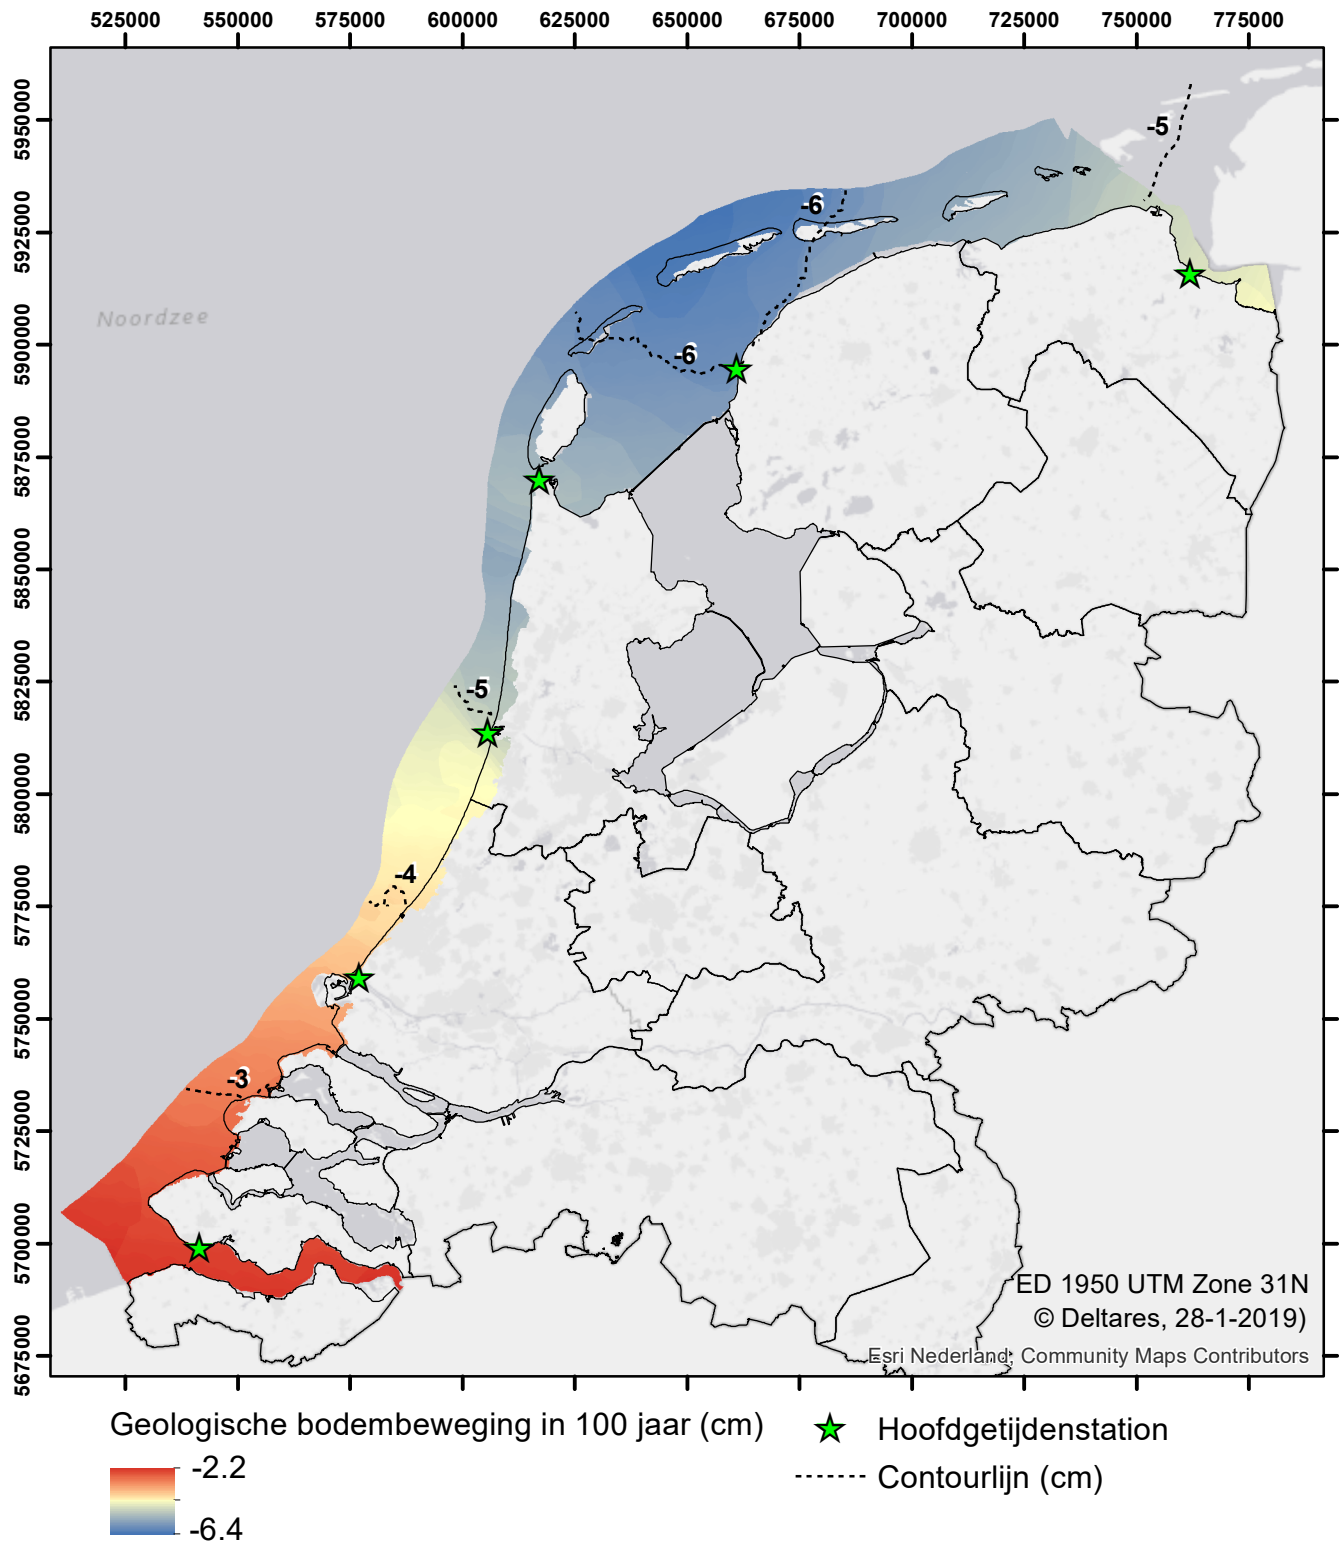 525000 550000 575000 600000 625000 650000 675000 700000 725000 750000 775000
5950000
5925000
5900000
5875000
5850000
5825000
5800000
5775000
5750000
5725000
5700000
5675000
-5
-6
Noordzee
-6
-5
-4
-3
ED 1950 UTM Zone 31N
© Deltares, 28-1-2019)
Esri Nederland, Community Maps Contributors
Geologische bodembeweging in 100 jaar (cm)
-2.2
-6.4
Hoofdgetijdenstation
Contourlijn (cm)